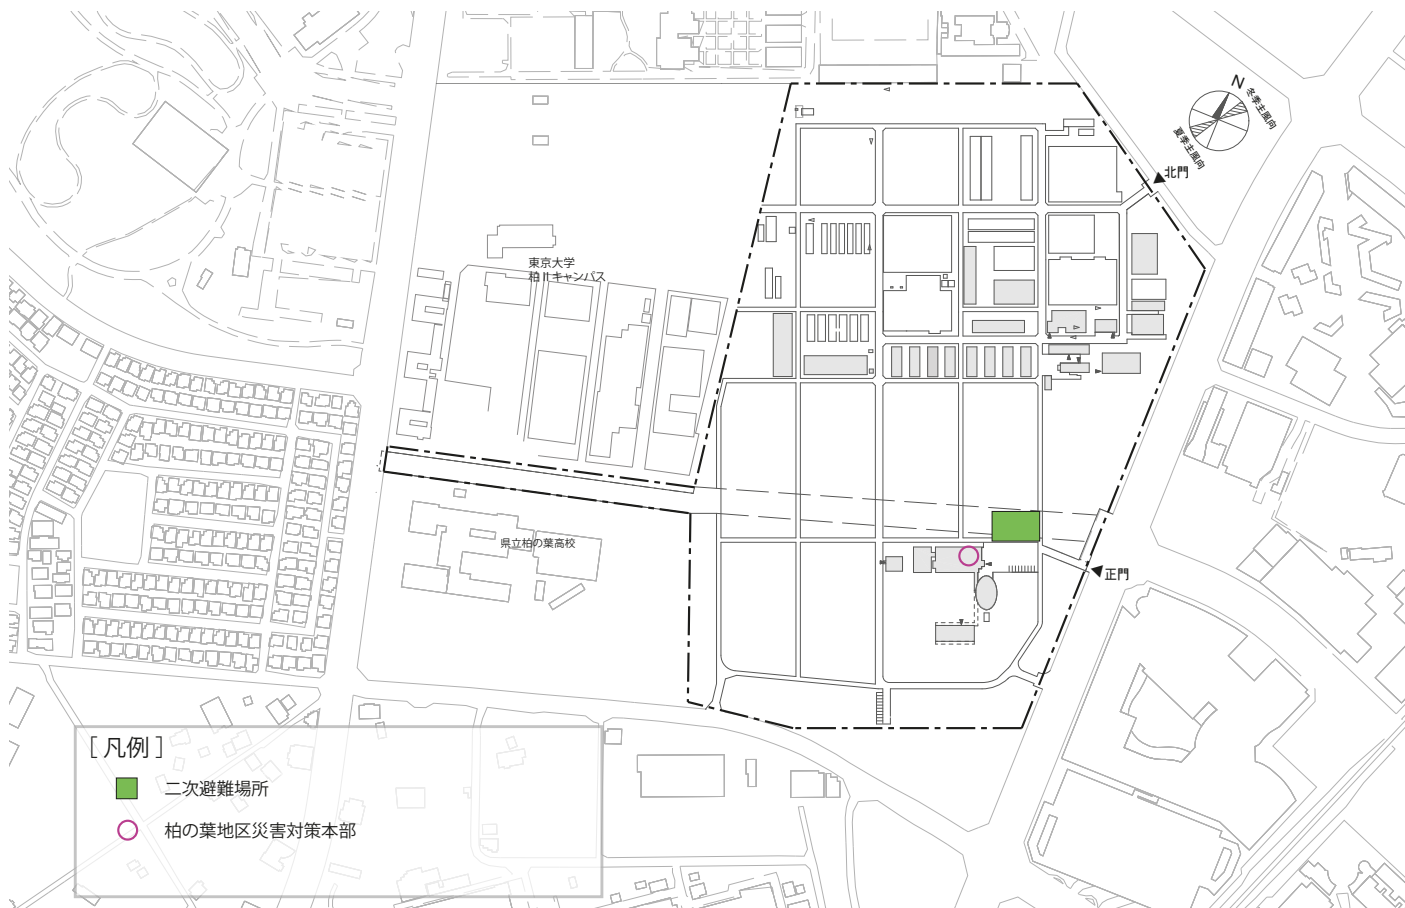 N
冬季主風向
夏季主風向
北門
東京大学
柏Ⅱキャンパス
県立柏の葉高校
正門
［凡例］
二次避難場所
柏の葉地区災害対策本部